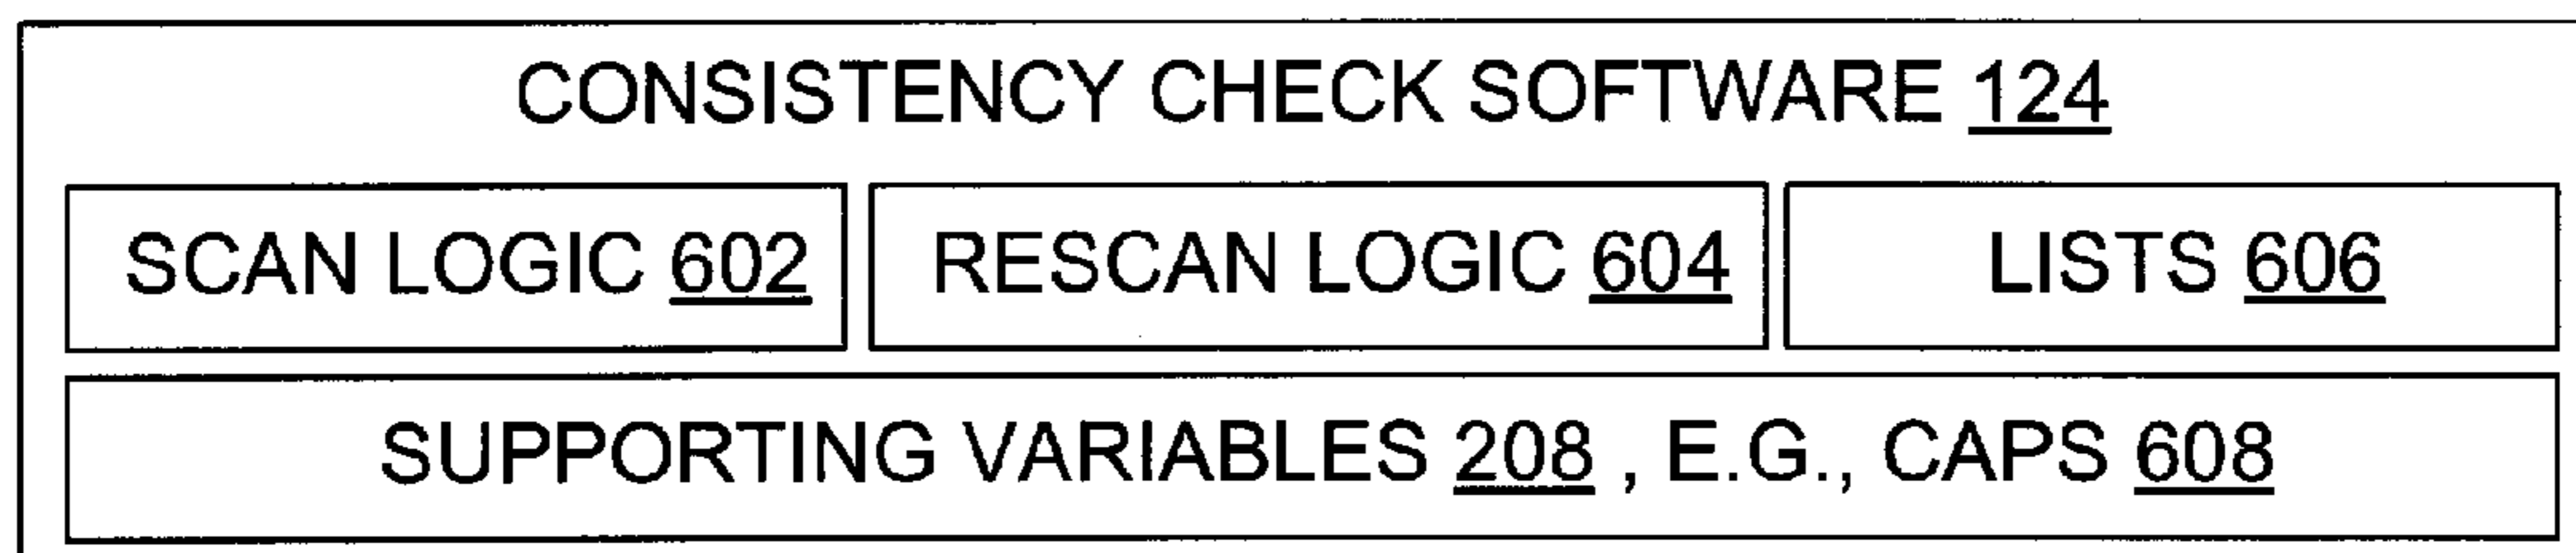 CONSISTENCY CHECK SOFTWARE 124
SCAN LOGIC 602
RESCAN LOGIC 604
LISTS 606
SUPPORTING VARIABLES 208 , E.G., CAPS 608